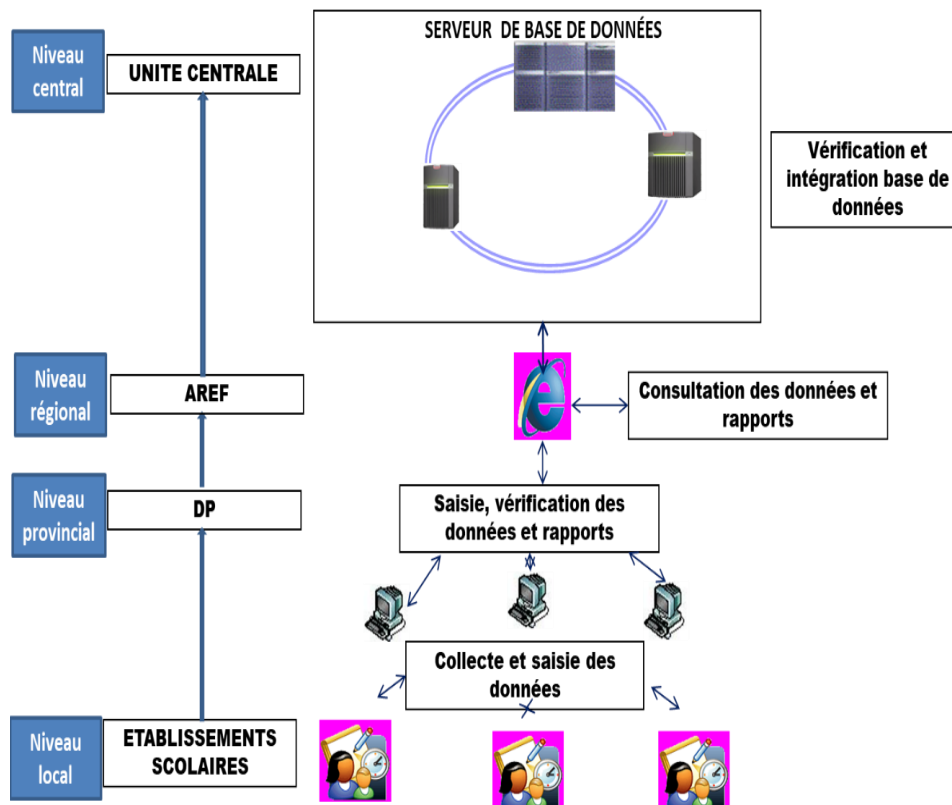 SERVEUR DE BASE DE DONNÉES
Niveau
central
UNITE CENTRALE
Vérification et
intégration base de
données
Niveau
régional
AREF
Consultation des données et
rapports
Niveau
provincial
DP
Saisie, vérification des
données et rapports
Collecte et saisie des
données
Niveau
local
ETABLISSEMENTS
SCOLAIRES